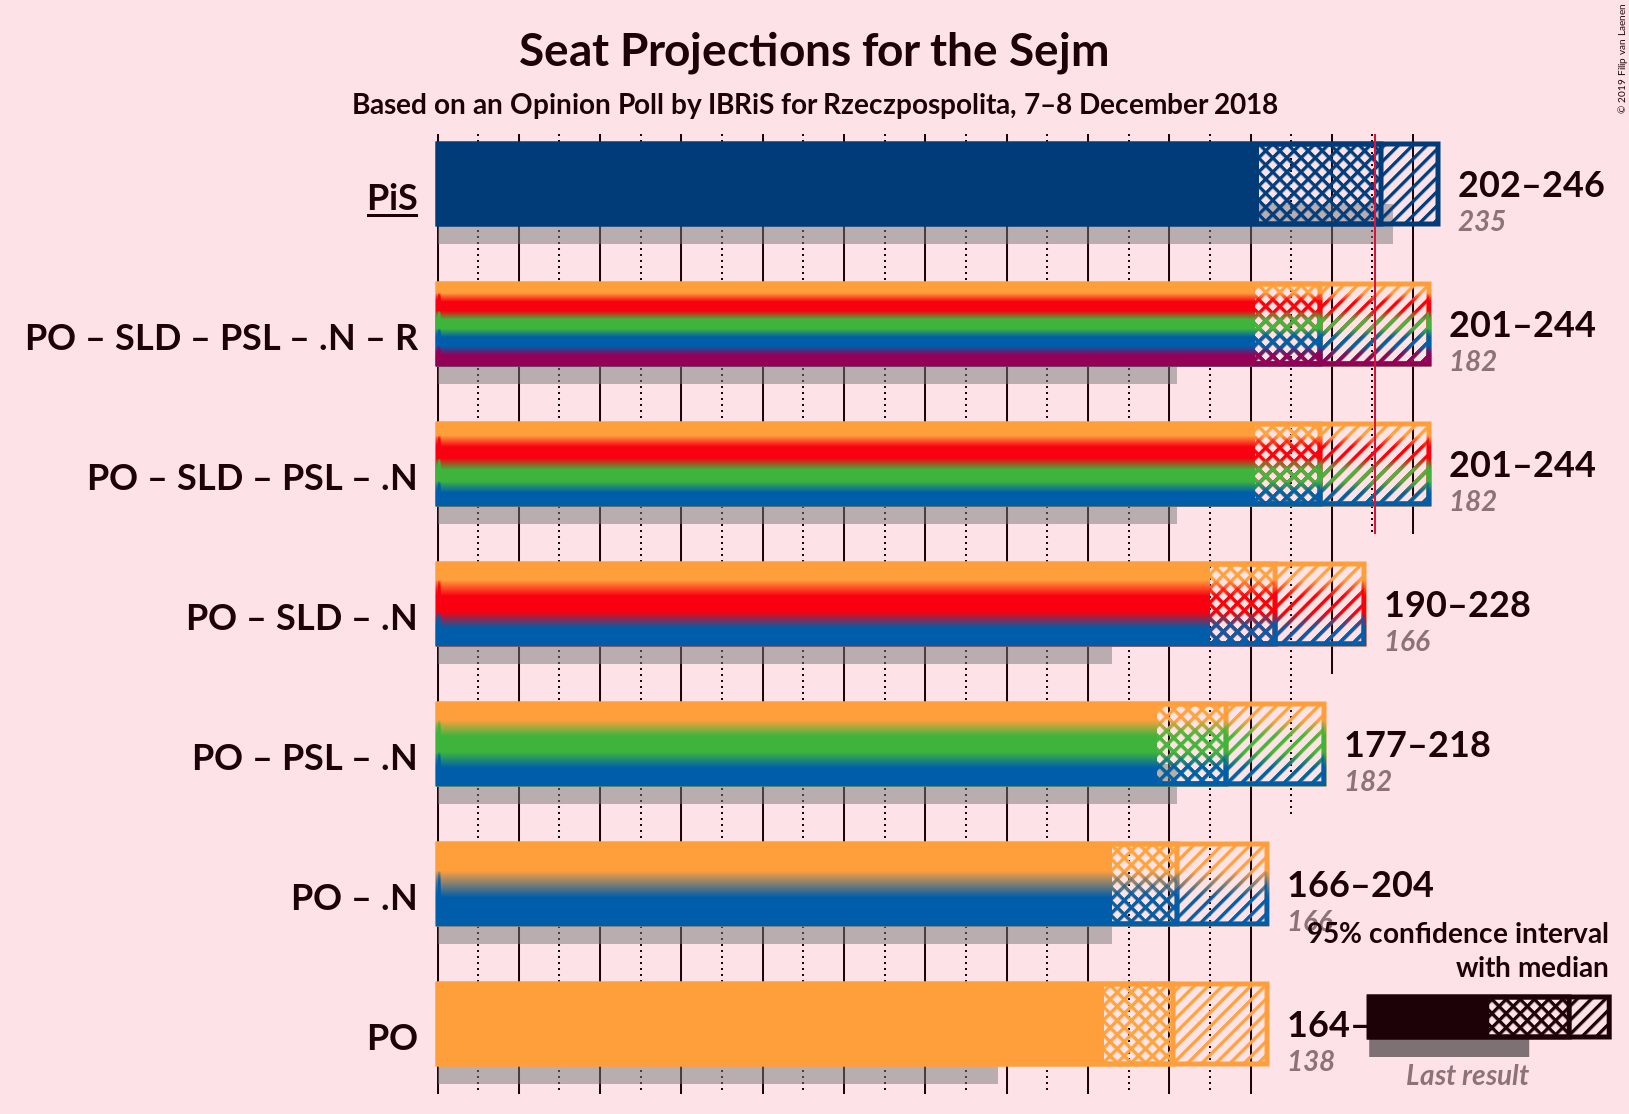 Seat Projections for the Sejm
Based on an Opinion Poll by IBRiS for Rzeczpospolita, 7–8 December 2018
© 2019 Filip van Laenen
PiS
202–246
235
PO – SLD – PSL – .N – R
201–244
182
PO – SLD – PSL – .N
201–244
182
PO – SLD – .N
190–228
166
PO – PSL – .N
177–218
182
PO – .N
166–204
166
PO
164–
138
95% confidence interval
with median
Last result